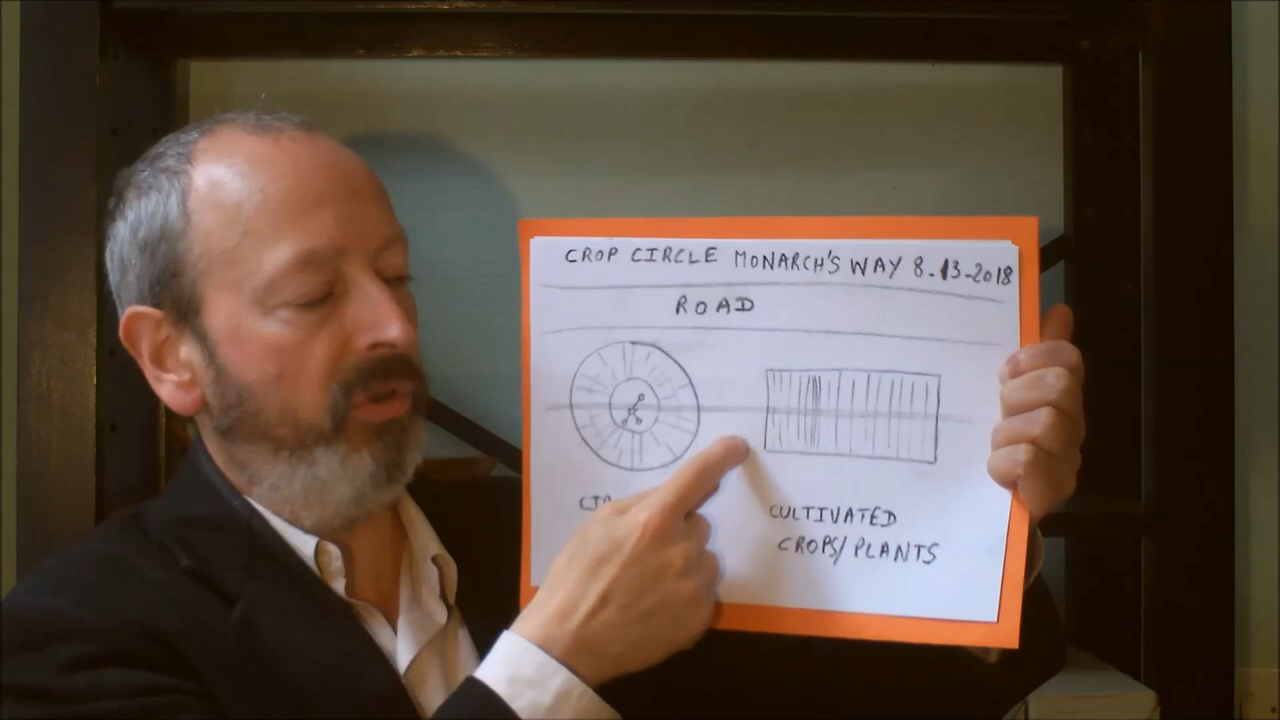 CROP CIRCLE MONARCH'S WAY 8-13-2018
ROAD
CULTIVATED
CROPS/PLANTS